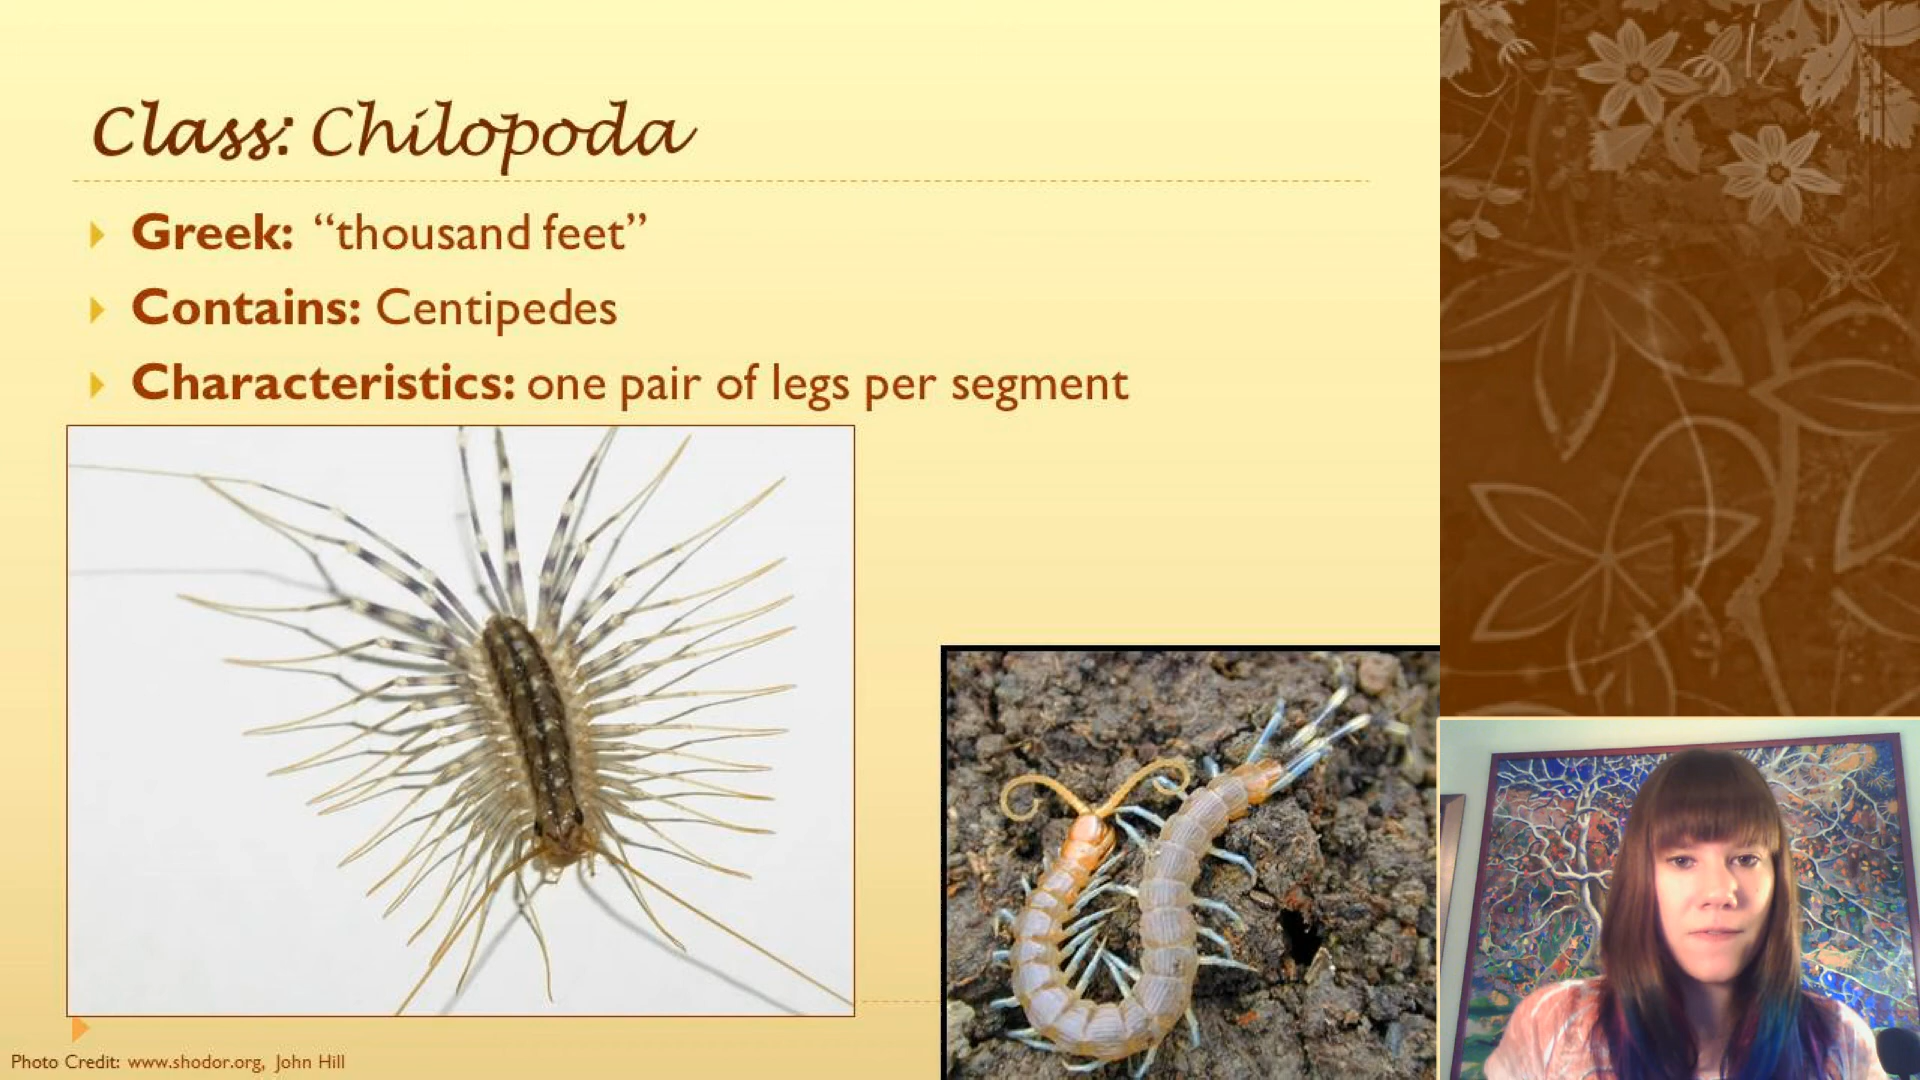 Class: Chilopoda
Greek: “thousand feet”
Contains: Centipedes
Characteristics: one pair of legs per segment
Photo Credit: www.shodor.org, John Hill